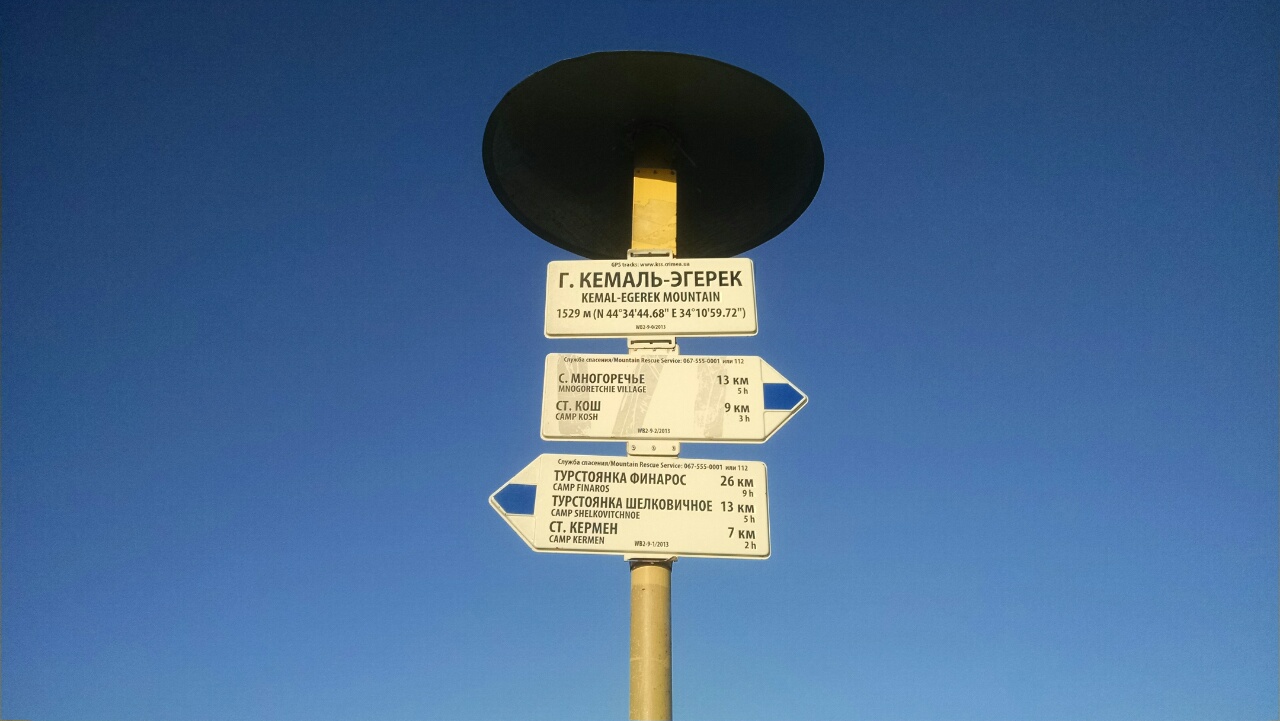 GPS tracks: www.kss.crimea.ua
Г. КЕМАЛЬ-ЭГЕРЕК
KEMAL-EGEREK MOUNTAIN
1529 м (N 44°34'44.68" E 34°10'59.72")
WB2-9-0/2013
Служба спасения/Mountain Rescue Service: 067-555-0001 или 112
С. МНОГОРЕЧЬЕ 13 км
MNOGORETCHIE VILLAGE 5 h
СТ. КОШ 9 км
CAMP KOSH 3 h
WB2-9-2/2013
Служба спасения/Mountain Rescue Service: 067-555-0001 или 112
ТУРСТОЯНКА ФИНАРОС 26 км
CAMP FINAROS 9 h
ТУРСТОЯНКА ШЕЛКОВИЧНОЕ 13 км
CAMP SHELKOVITCHNOE 5 h
СТ. КЕРМЕН 7 км
CAMP KERMEN 2 h
WB2-9-1/2013